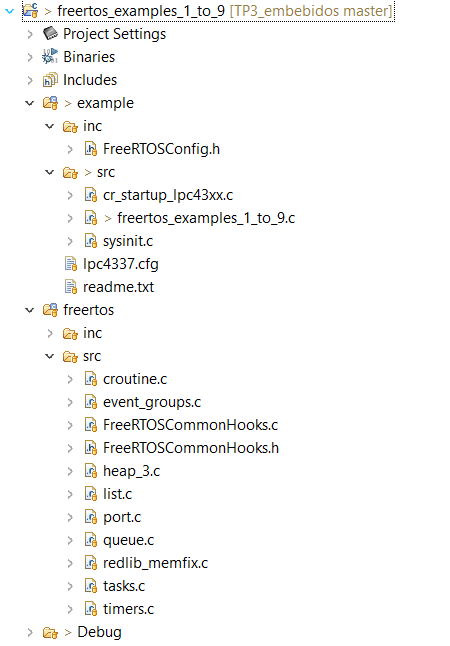 freertos_examples_1_to_9 [TP3_embebidos master]
Project Settings
Binaries
Includes
> example
inc
FreeRTOSConfig.h
> src
cr_startup_lpc43xx.c
> freertos_examples_1_to_9.c
sysinit.c
lpc4337.cfg
readme.txt
freertos
inc
src
croutine.c
event_groups.c
FreeRTOSCommonHooks.c
FreeRTOSCommonHooks.h
heap_3.c
list.c
port.c
queue.c
redlib_memfix.c
tasks.c
timers.c
> Debug